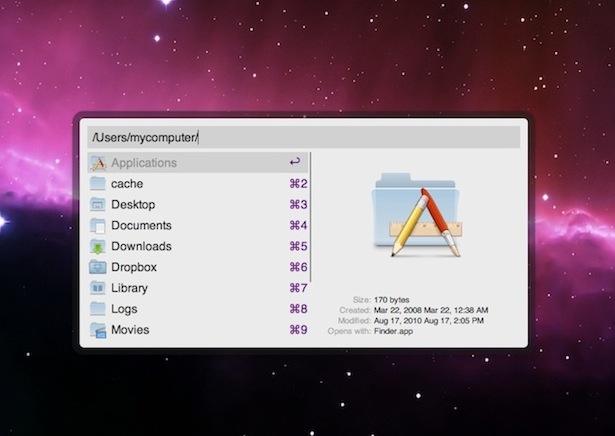 /Users/mycomputer/
Applications ↩
cache ⌘2
Desktop ⌘3
Documents ⌘4
Downloads ⌘5
Dropbox ⌘6
Library ⌘7
Logs ⌘8
Movies ⌘9
Size: 170 bytes
Created: Mar 22, 2008 Mar 22, 12:38 AM
Modified: Aug 17, 2010 Aug 17, 2:05 PM
Opens with: Finder.app